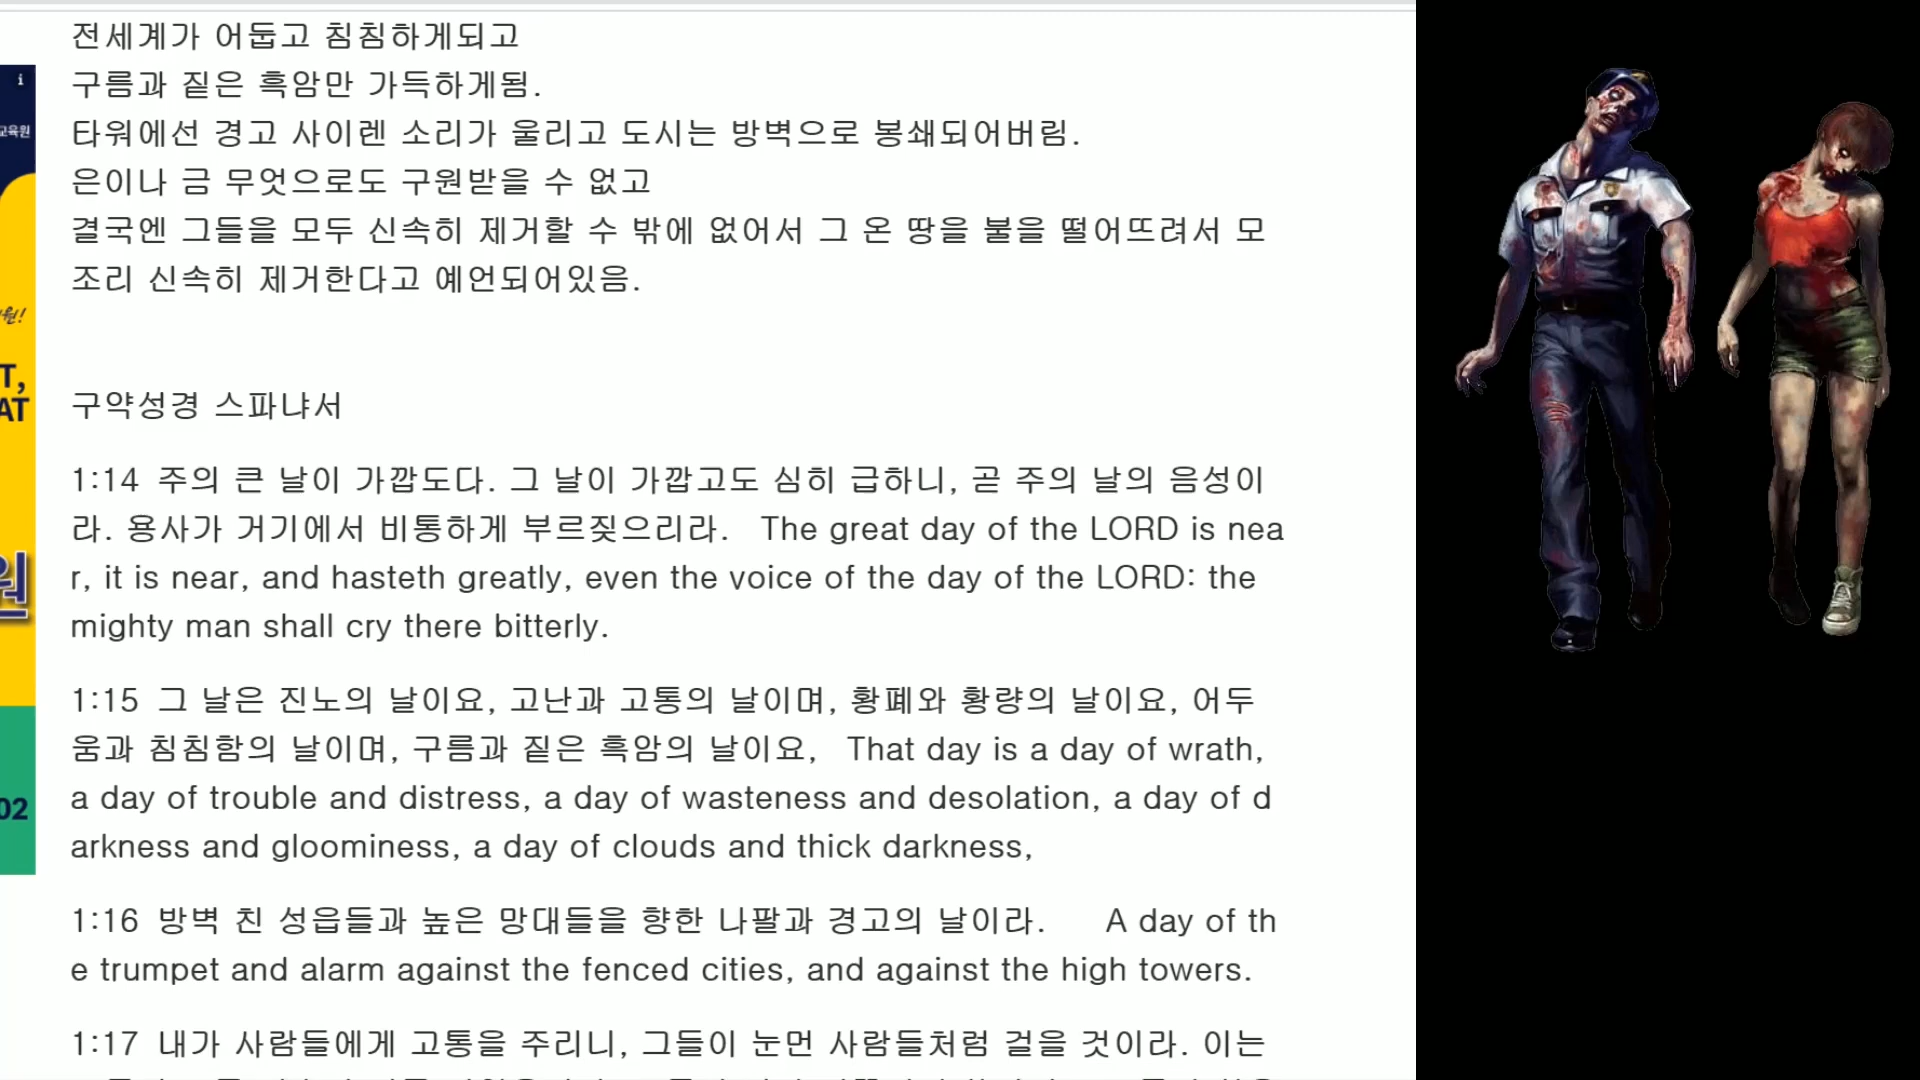 전세계가 어둡고 침침하게되고
구름과 짙은 흑암만 가득하게됨.
타워에선 경고 사이렌 소리가 울리고 도시는 방벽으로 봉쇄되어버림.
은이나 금 무엇으로도 구원받을 수 없고
결국엔 그들을 모두 신속히 제거할 수 밖에 없어서 그 온 땅을 불을 떨어뜨려서 모
조리 신속히 제거한다고 예언되어있음.
구약성경 스파냐서
1:14 주의 큰 날이 가깝도다. 그 날이 가깝고도 심히 급하니, 곧 주의 날의 음성이
라. 용사가 거기에서 비통하게 부르짖으리라. The great day of the LORD is nea
r, it is near, and hasteth greatly, even the voice of the day of the LORD: the
mighty man shall cry there bitterly.
1:15 그 날은 진노의 날이요, 고난과 고통의 날이며, 황폐와 황량의 날이요, 어두
움과 침침함의 날이며, 구름과 짙은 흑암의 날이요, That day is a day of wrath,
a day of trouble and distress, a day of wasteness and desolation, a day of d
arkness and gloominess, a day of clouds and thick darkness,
1:16 방벽 친 성읍들과 높은 망대들을 향한 나팔과 경고의 날이라. A day of th
e trumpet and alarm against the fenced cities, and against the high towers.
1:17 내가 사람들에게 고통을 주리니, 그들이 눈먼 사람들처럼 걸을 것이라. 이는
i
교육원
원!
T,
AT
원
02